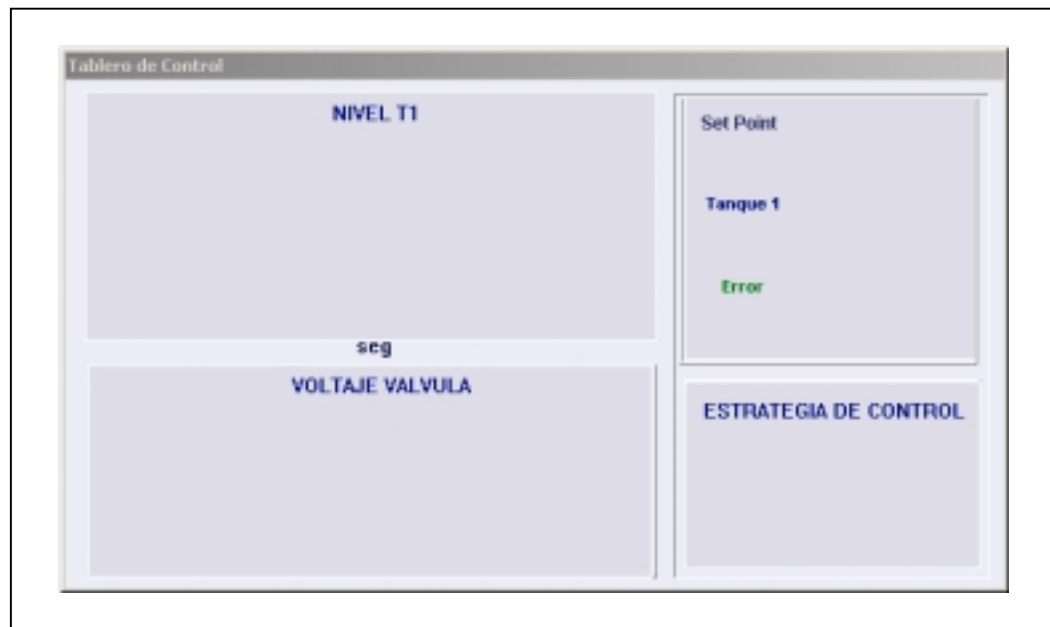 Tablero de Control
NIVEL T1
seg
VOLTAJE VALVULA
Set Point
Tanque 1
Error
ESTRATEGIA DE CONTROL